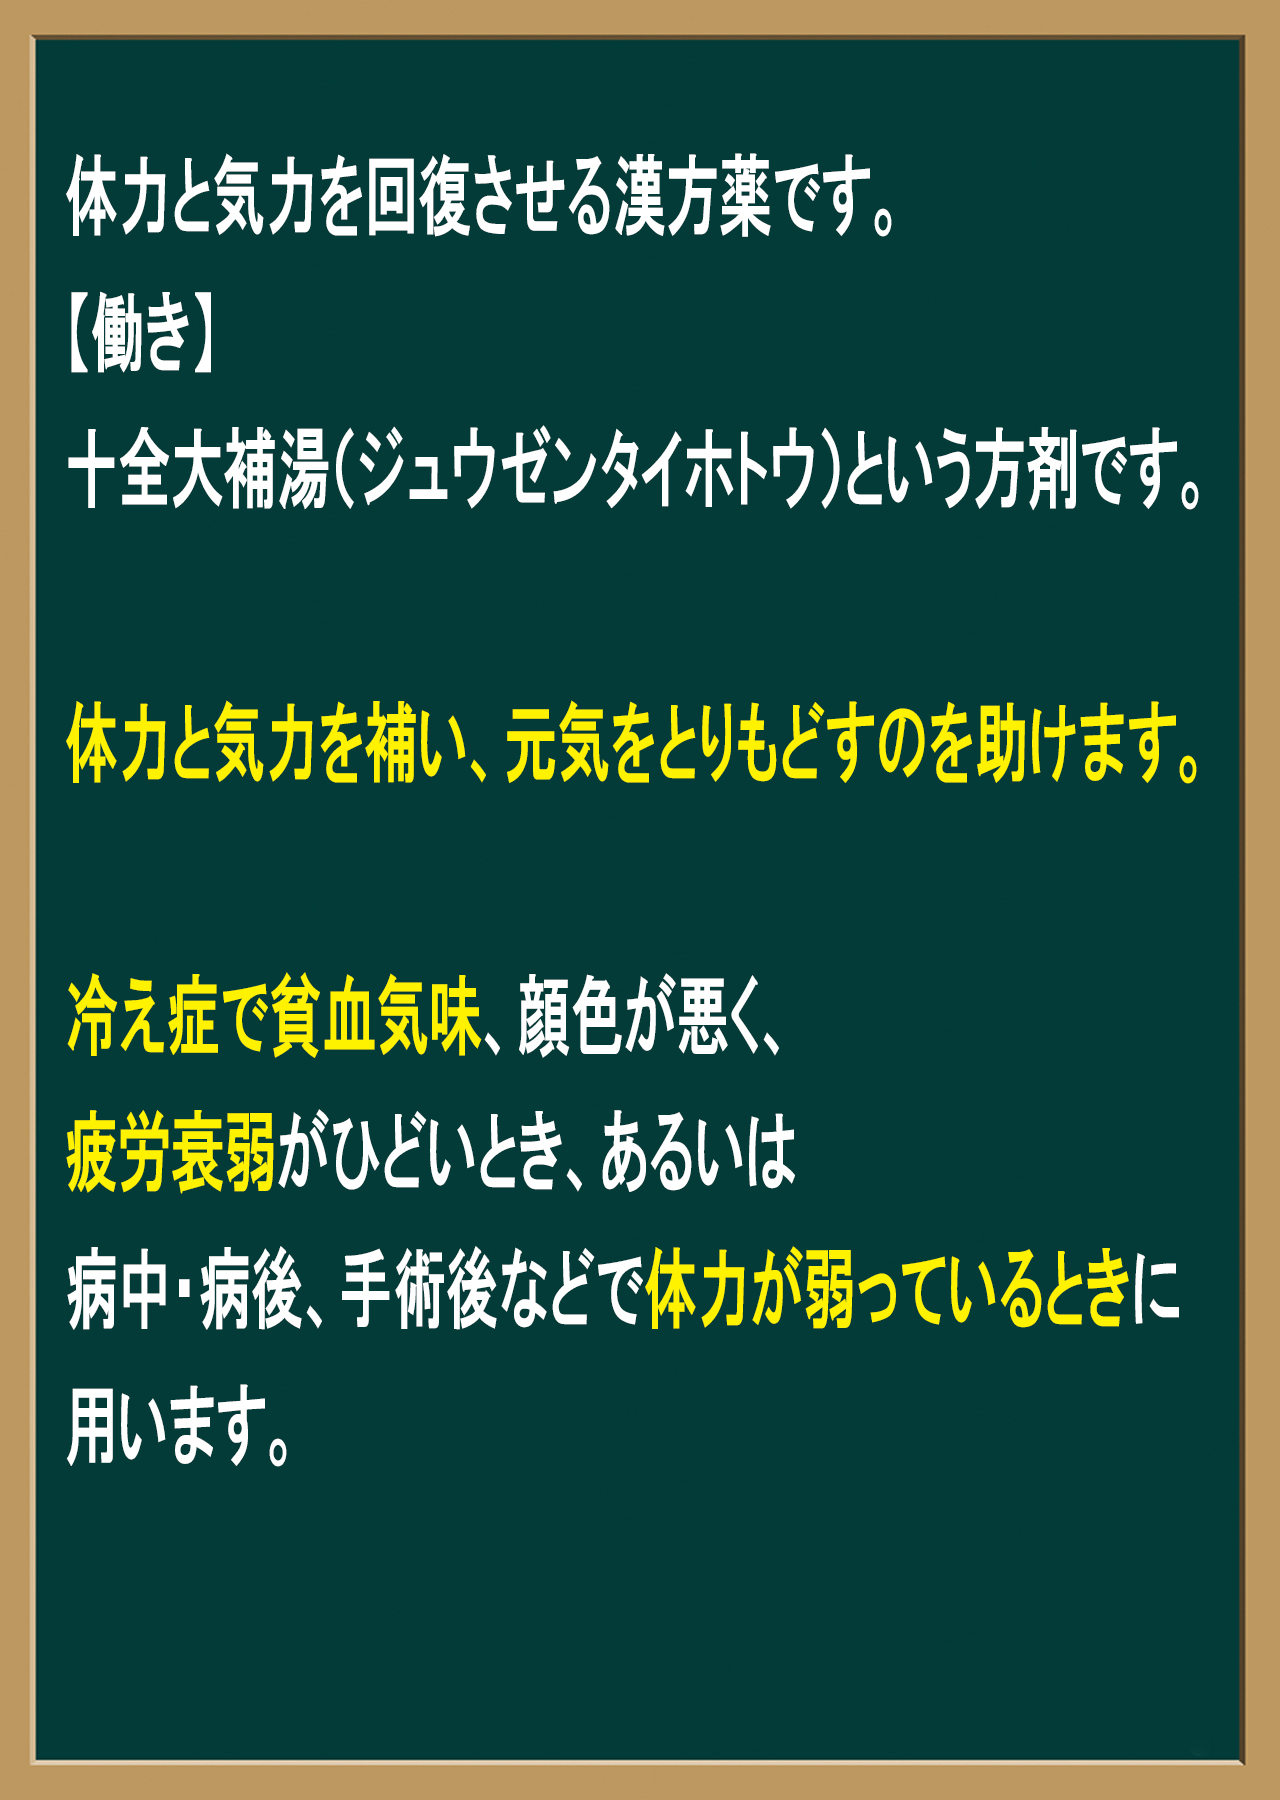 体力と気力を回復させる漢方薬です。
【働き】
十全大補湯（ジュウゼンタイホトウ）という方剤です。
体力と気力を補い、元気をとりもどすのを助けます。
冷え症で貧血気味、顔色が悪く、
疲労衰弱がひどいとき、あるいは
病中・病後、手術後などで体力が弱っているときに
用います。